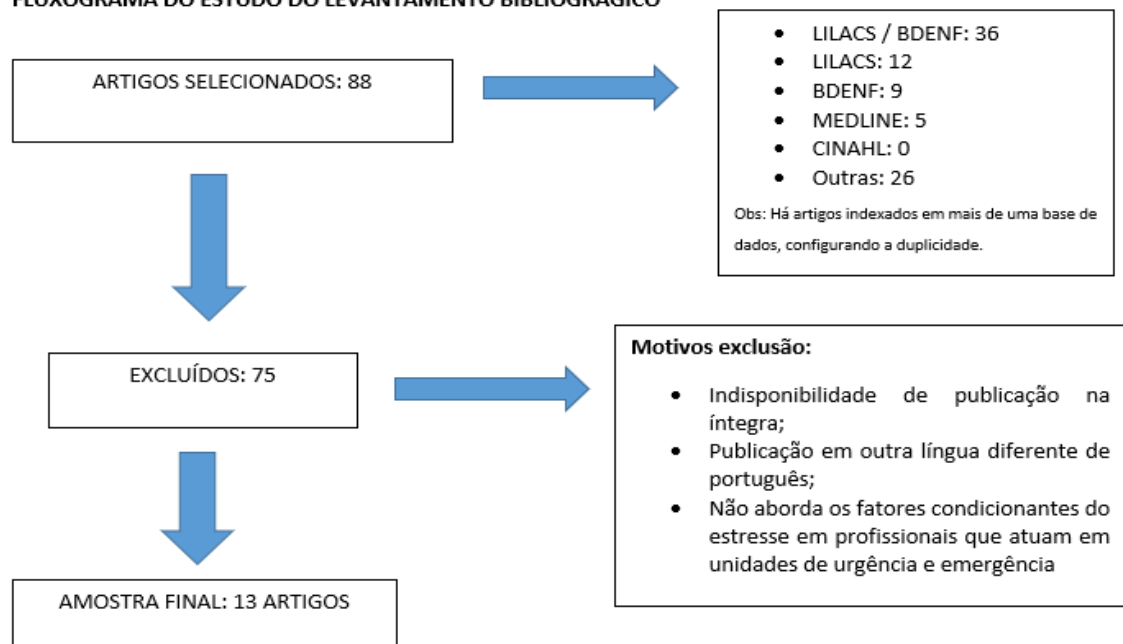 FLUXOGRAMA DO ESTUDO DO LEVANTAMENTO BIBLIOGRÁGICO
ARTIGOS SELECIONADOS: 88
• LILACS / BDENF: 36
• LILACS: 12
• BDENF: 9
• MEDLINE: 5
• CINAHL: 0
• Outras: 26
Obs: Há artigos indexados em mais de uma base de
dados, configurando a duplicidade.
EXCLUÍDOS: 75
Motivos exclusão:
• Indisponibilidade de publicação na
íntegra;
• Publicação em outra língua diferente de
português;
• Não aborda os fatores condicionantes do
estresse em profissionais que atuam em
unidades de urgência e emergência
AMOSTRA FINAL: 13 ARTIGOS